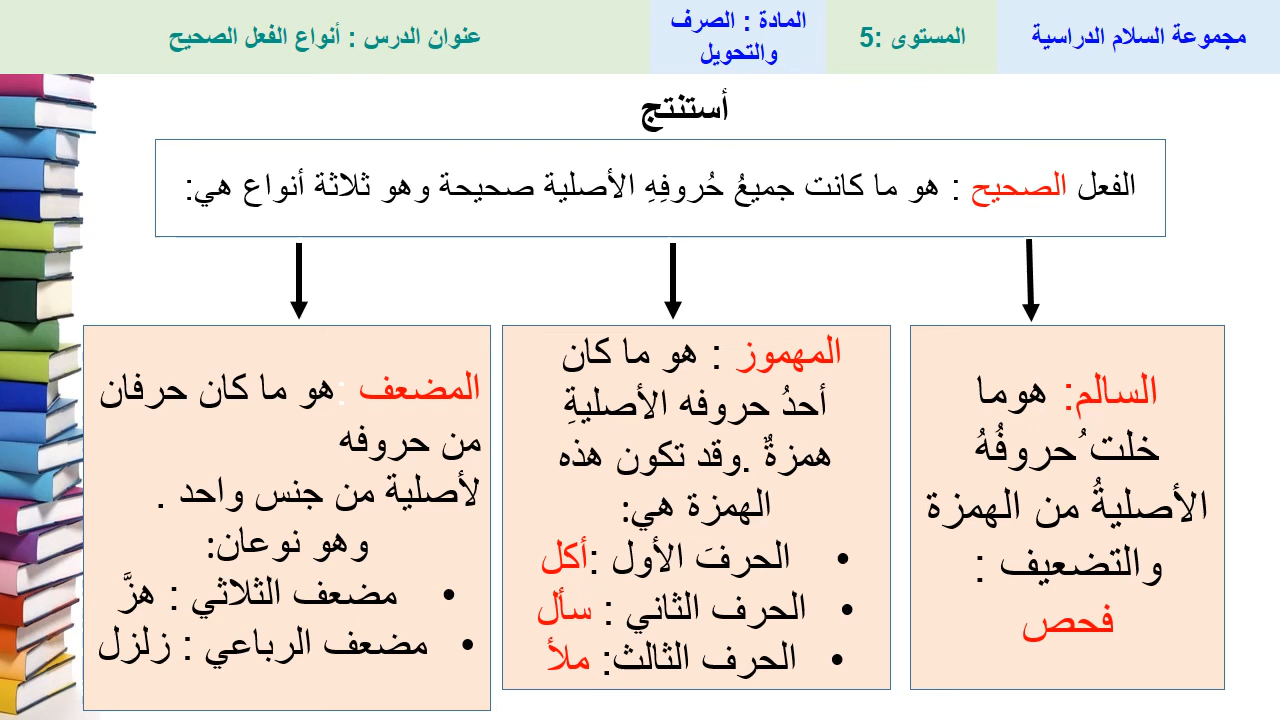 مجموعة السلام الدراسية
المستوى :5
المادة : الصرف
والتحويل
عنوان الدرس : أنواع الفعل الصحيح
أستنتج
الفعل الصحيح : هو ما كانت جميعُ حُروفِهِ الأصلية صحيحة وهو ثلاثة أنواع هي:
السالم: هوما
خلت ُحروفُهُ
الأصليةُ من الهمزة
والتضعيف :
فحص
المهموز : هو ما كان
أحدُ حروفه الأصليةِ
همزةٌ .وقد تكون هذه
الهمزة هي:
• الحرفَ الأول :أكل
• الحرف الثاني : سأل
• الحرف الثالث: ملأ
المضعف :هو ما كان حرفان
من حروفه
لأصلية من جنس واحد .
وهو نوعان:
• مضعف الثلاثي : هزَّ
• مضعف الرباعي : زلزل